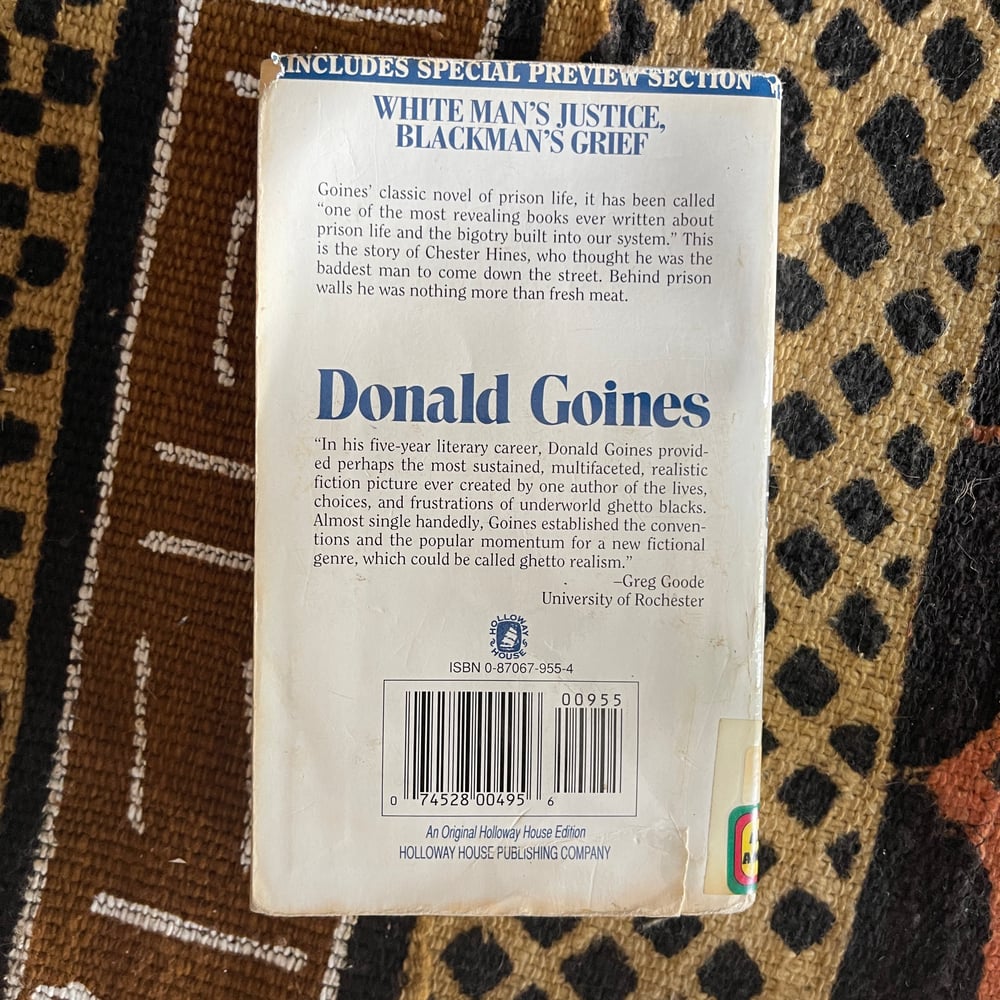 INCLUDES SPECIAL PREVIEW SECTION
WHITE MAN'S JUSTICE,
BLACKMAN'S GRIEF
Goines' classic novel of prison life, it has been called
"one of the most revealing books ever written about
prison life and the bigotry built into our system." This
is the story of Chester Hines, who thought he was the
baddest man to come down the street. Behind prison
walls he was nothing more than fresh meat.
Donald Goines
"In his five-year literary career, Donald Goines provid-
ed perhaps the most sustained, multifaceted, realistic
fiction picture ever created by one author of the lives,
choices, and frustrations of underworld ghetto blacks.
Almost single handedly, Goines established the conven-
tions and the popular momentum for a new fictional
genre, which could be called ghetto realism."
–Greg Goode
University of Rochester
HOLLOWAY
HOUSE
ISBN 0-87067-955-4
00955
0 74528 00495 6
An Original Holloway House Edition
HOLLOWAY HOUSE PUBLISHING COMPANY